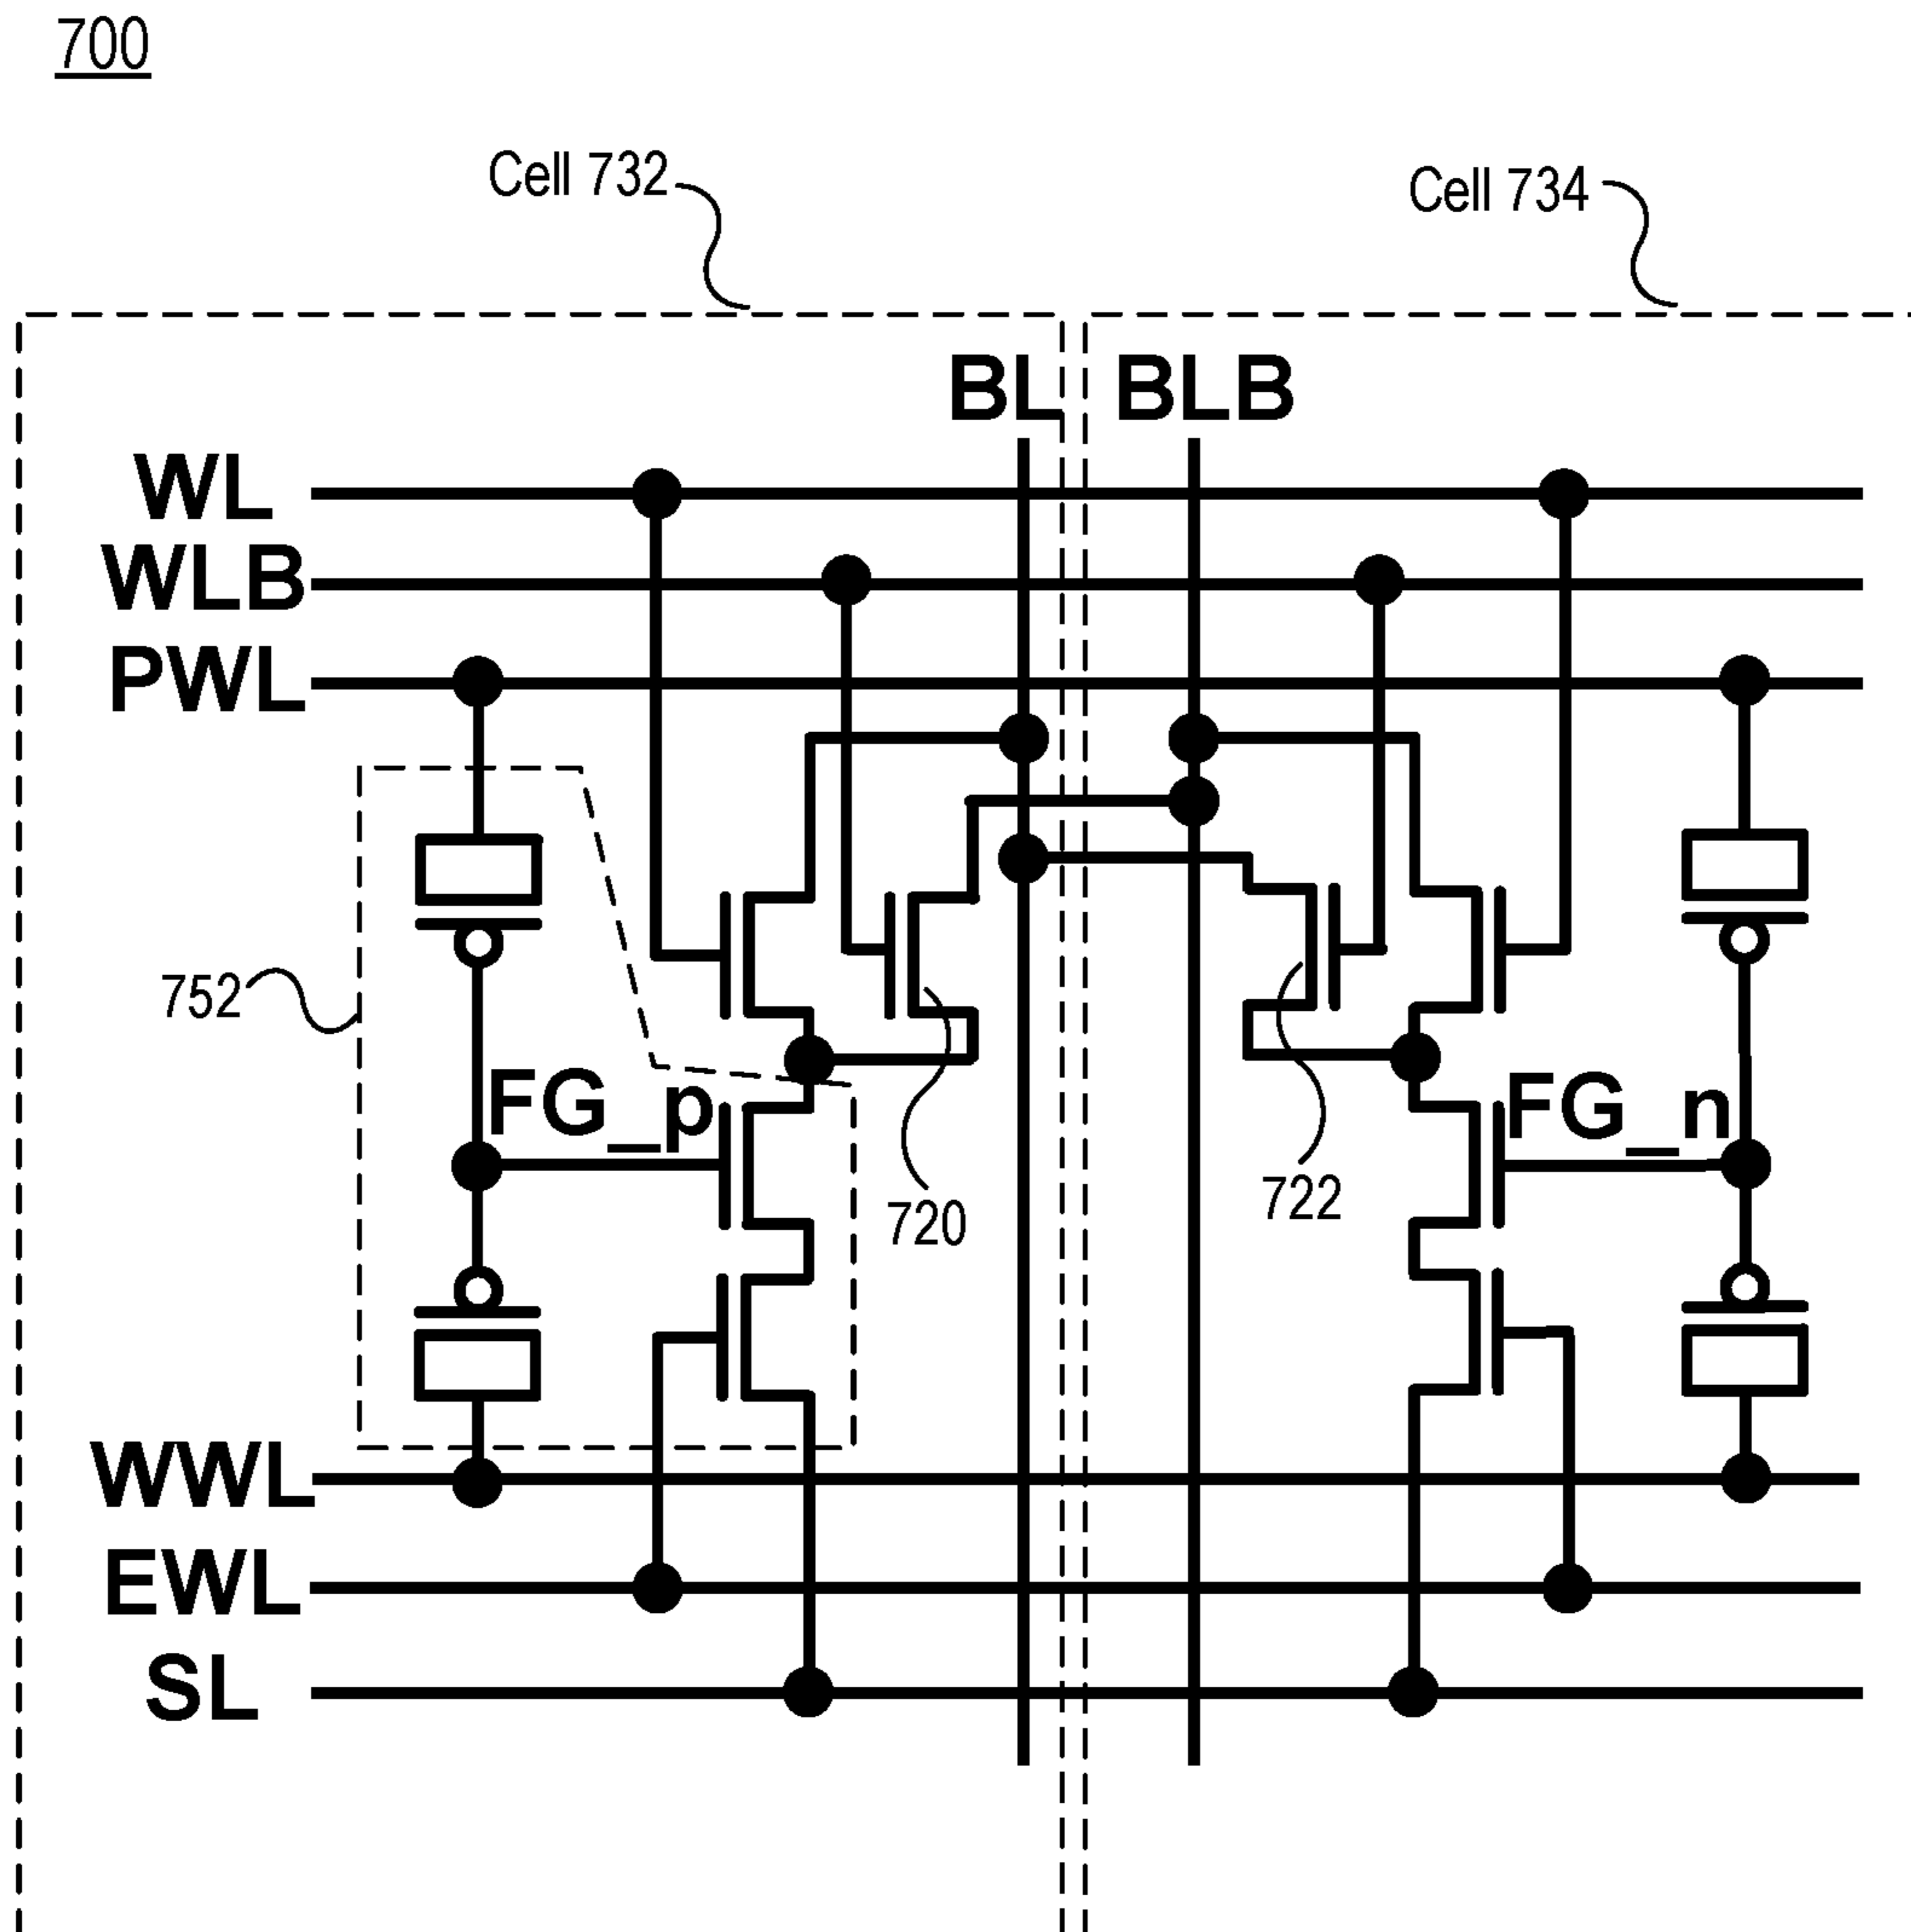 700
Cell 732
Cell 734
BL
BLB
WL
WLB
PWL
752
FG_p
FG_n
720
722
WWL
EWL
SL